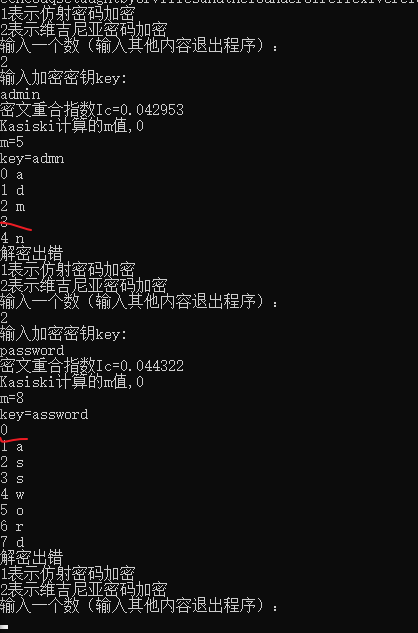 1表示仿射密码加密
2表示维吉尼亚密码加密
输入一个数（输入其他内容退出程序）：
2
输入加密密钥key:
admin
密文重合指数Ic=0.042953
Kasiski计算的m值,0
m=5
key=admn
0 a
1 d
2 m
3
4 n
解密出错
1表示仿射密码加密
2表示维吉尼亚密码加密
输入一个数（输入其他内容退出程序）：
2
输入加密密钥key:
password
密文重合指数Ic=0.044322
Kasiski计算的m值,0
m=8
key=assword
0
1 a
2 s
3 s
4 w
5 o
6 r
7 d
解密出错
1表示仿射密码加密
2表示维吉尼亚密码加密
输入一个数（输入其他内容退出程序）：